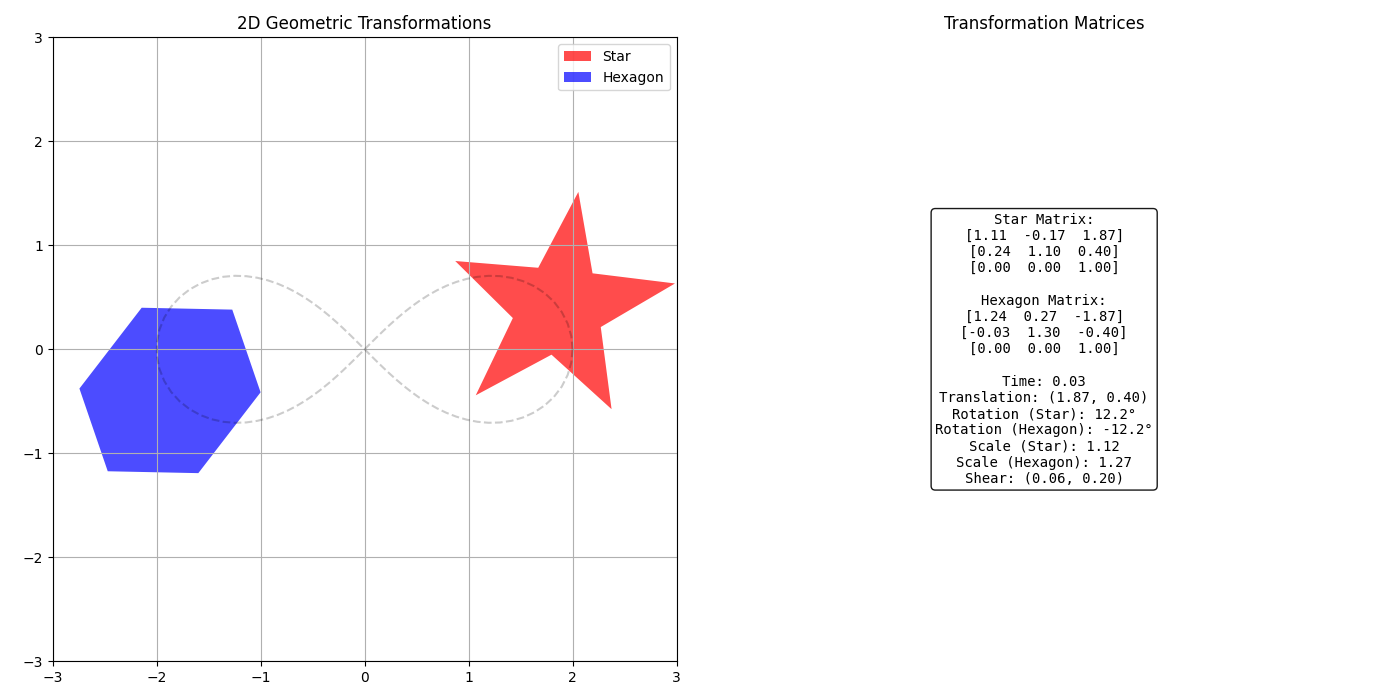 2D Geometric Transformations
Star
Hexagon
3
2
1
0
−1
−2
−3
−3
−2
−1
0
1
2
3
Transformation Matrices
Star Matrix:
[1.11  -0.17  1.87]
[0.24  1.10  0.40]
[0.00  0.00  1.00]
Hexagon Matrix:
[1.24  0.27  -1.87]
[-0.03  1.30  -0.40]
[0.00  0.00  1.00]
Time: 0.03
Translation: (1.87, 0.40)
Rotation (Star): 12.2°
Rotation (Hexagon): -12.2°
Scale (Star): 1.12
Scale (Hexagon): 1.27
Shear: (0.06, 0.20)